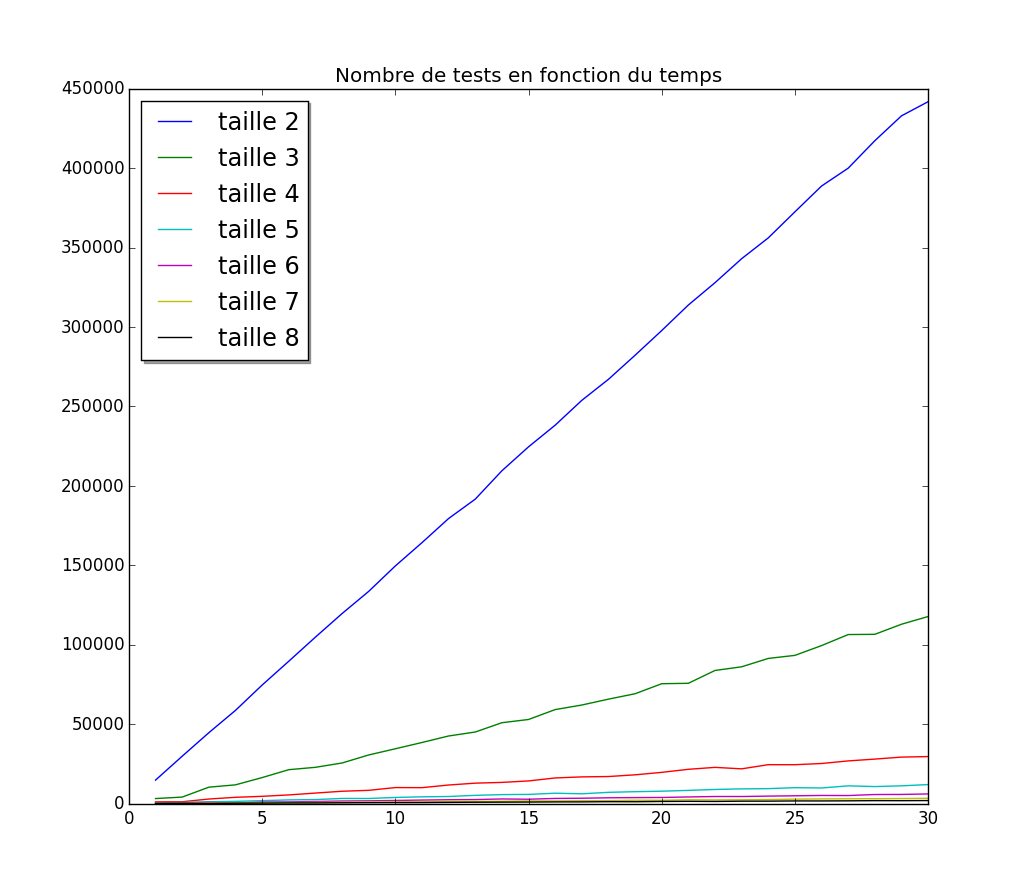 Nombre de tests en fonction du temps
450000
400000
350000
300000
250000
200000
150000
100000
50000
0
taille 2
taille 3
taille 4
taille 5
taille 6
taille 7
taille 8
0 5 10 15 20 25 30